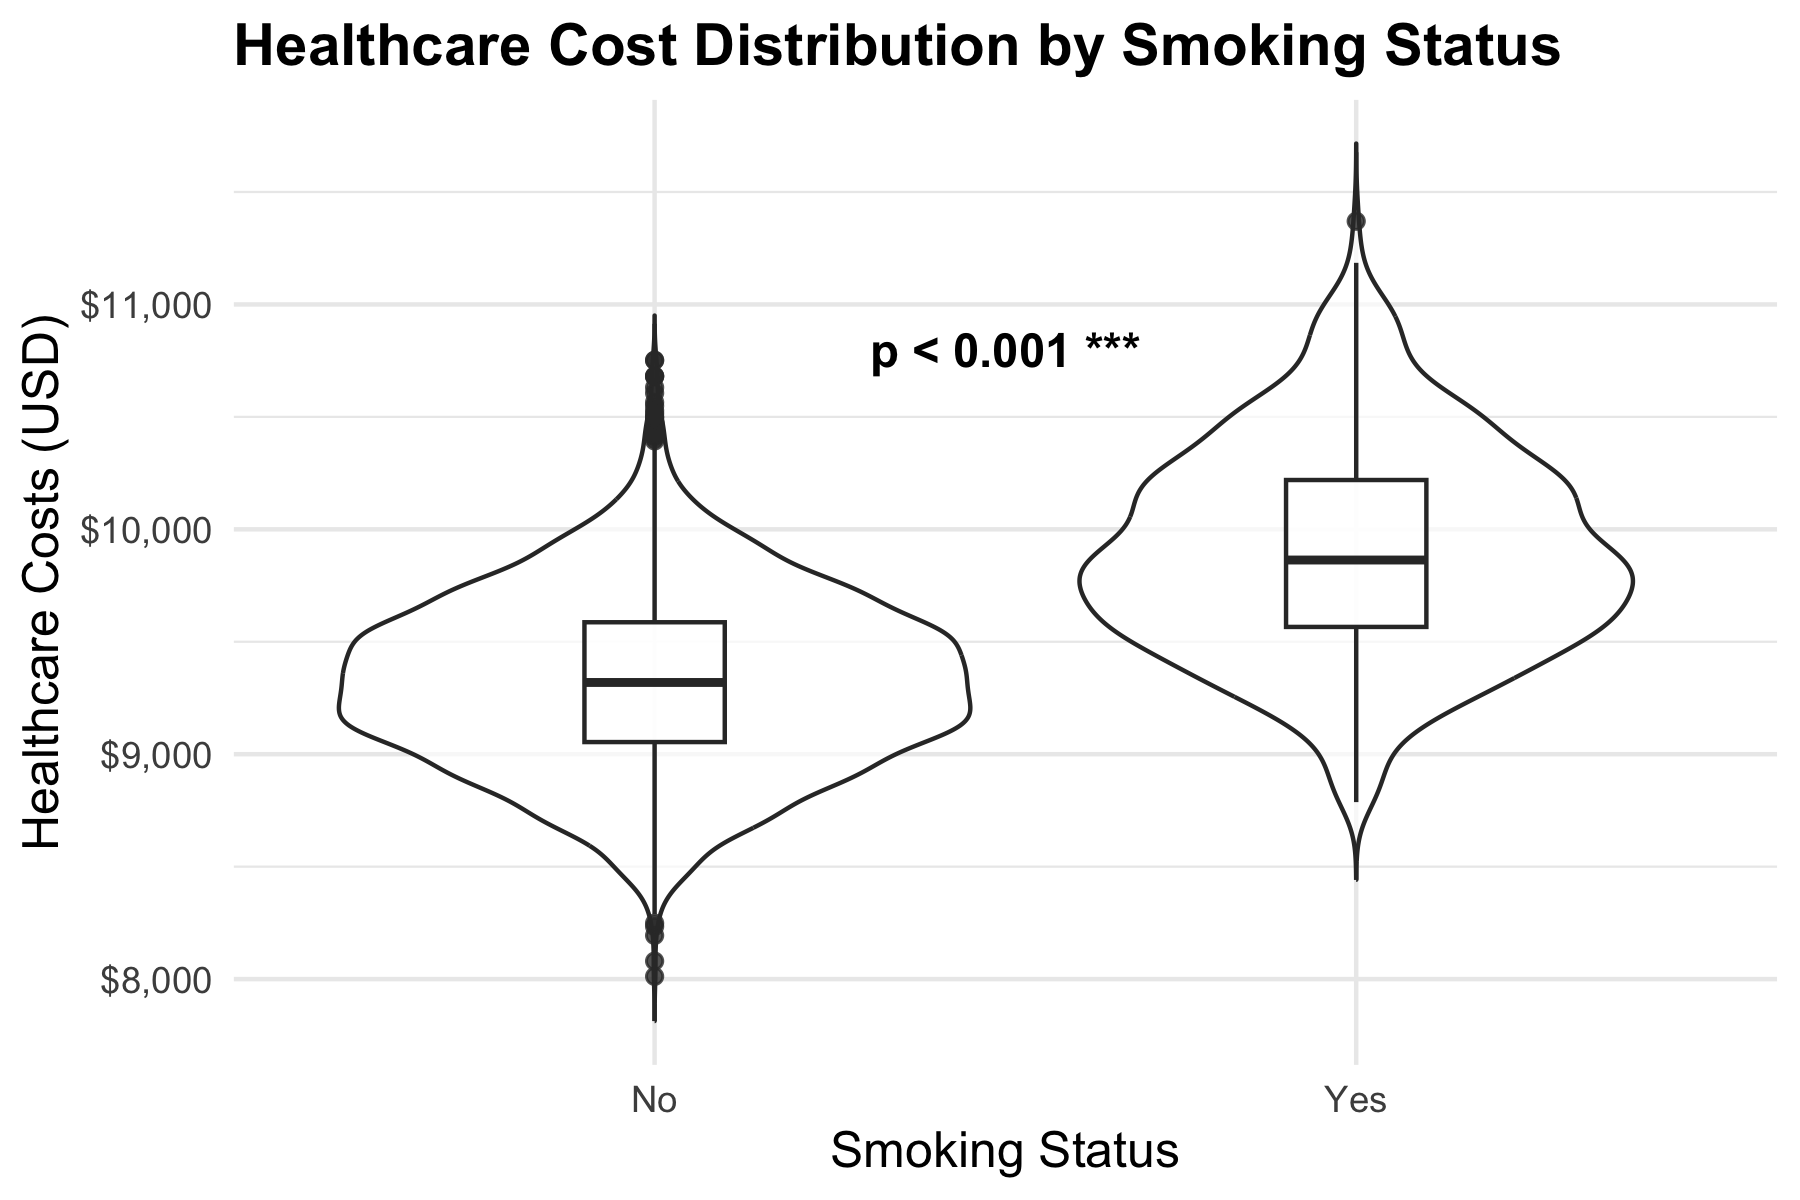 Healthcare Cost Distribution by Smoking Status
Healthcare Costs (USD)
$11,000
$10,000
$9,000
$8,000
p < 0.001 ***
No
Yes
Smoking Status